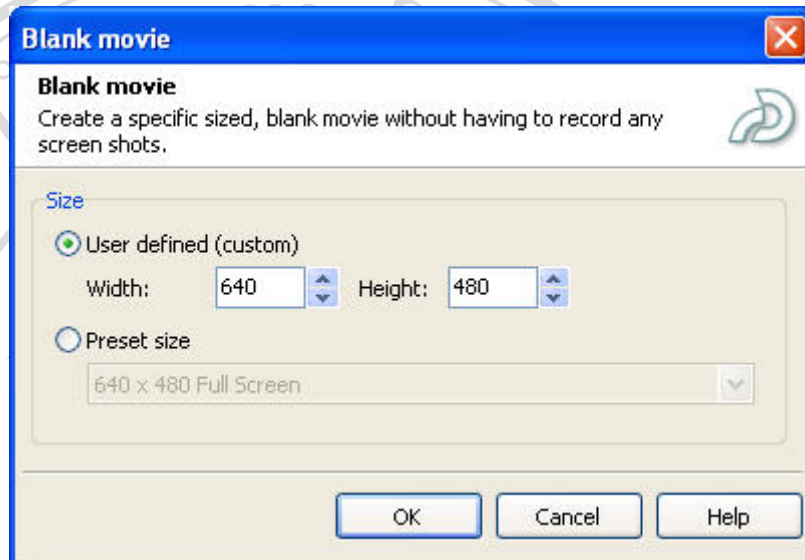 Blank movie
Blank movie
Create a specific sized, blank movie without having to record any
screen shots.
Size
User defined (custom)
Width: 640 Height: 480
Preset size
640 x 480 Full Screen
OK Cancel Help